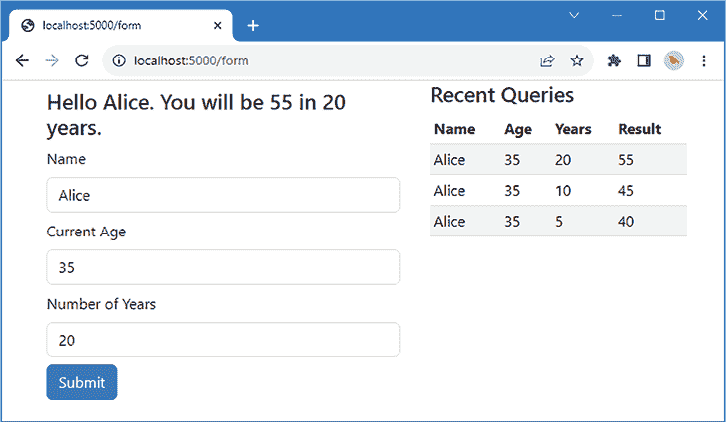 localhost:5000/form
localhost:5000/form
Hello Alice. You will be 55 in 20
years.
Name
Alice
Current Age
35
Number of Years
20
Submit
Recent Queries
Name Age Years Result
Alice 35 20 55
Alice 35 10 45
Alice 35 5 40